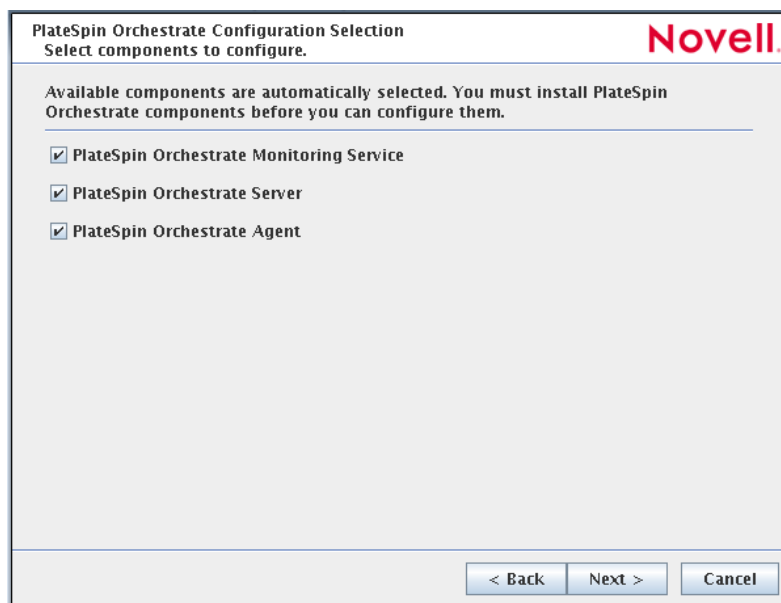 PlateSpin Orchestrate Configuration Selection
Select components to configure.
Novell.
Available components are automatically selected. You must install PlateSpin
Orchestrate components before you can configure them.
PlateSpin Orchestrate Monitoring Service
PlateSpin Orchestrate Server
PlateSpin Orchestrate Agent
< Back Next > Cancel